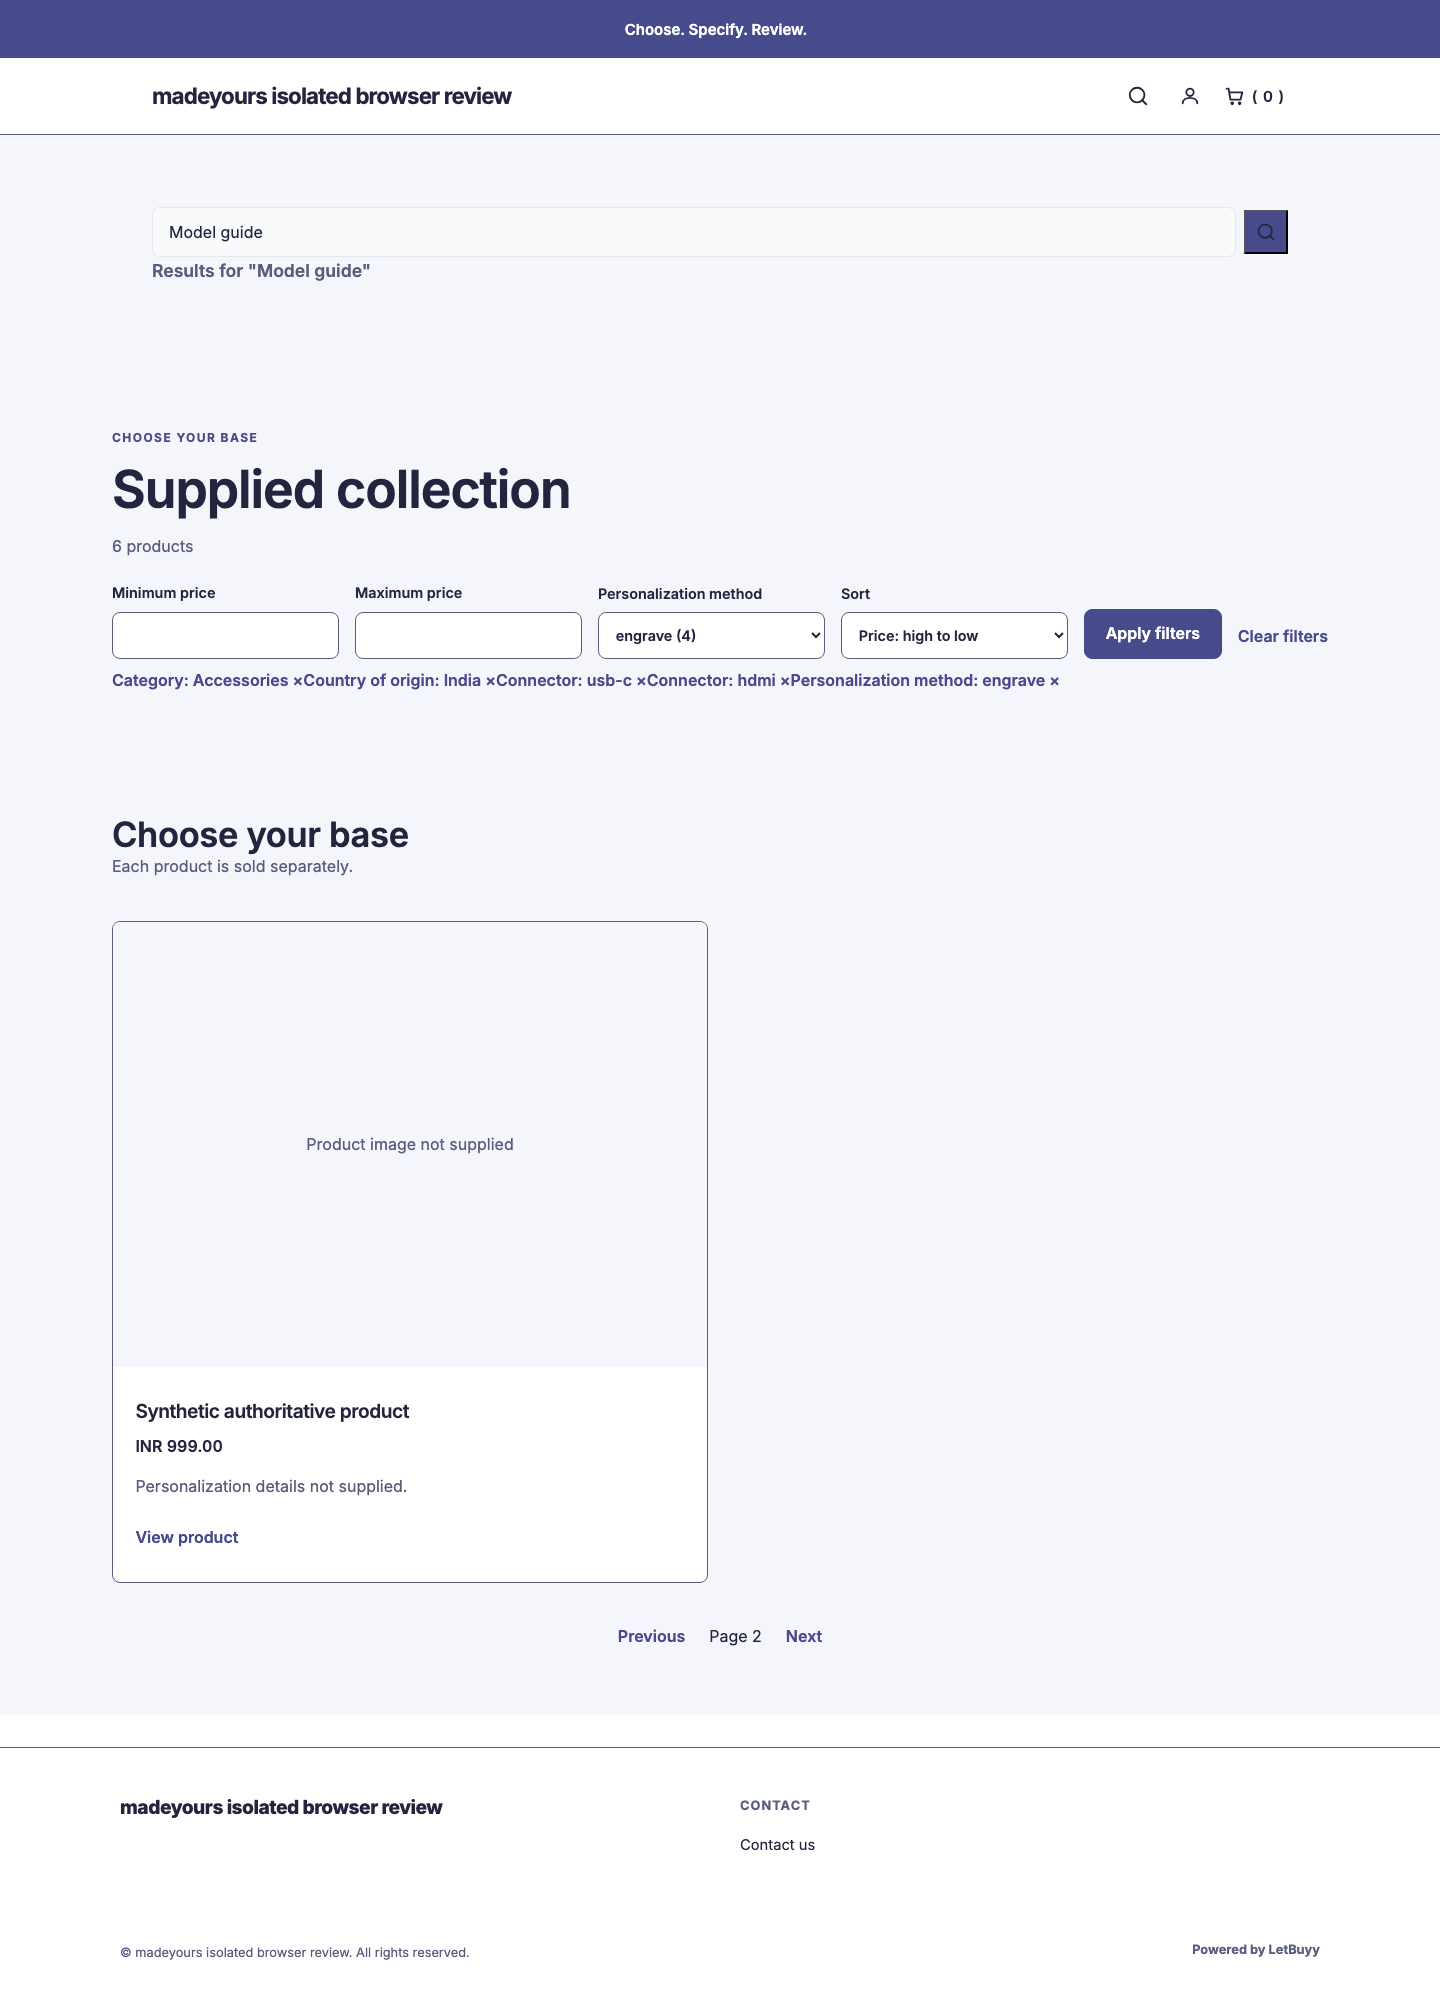 Choose. Specify. Review.
madeyours isolated browser review
( 0 )
Model guide
Results for "Model guide"
CHOOSE YOUR BASE
Supplied collection
6 products
Minimum price
Maximum price
Personalization method
Sort
engrave (4)
Price: high to low
Apply filters
Clear filters
Category: Accessories ×Country of origin: India ×Connector: usb-c ×Connector: hdmi ×Personalization method: engrave ×
Choose your base
Each product is sold separately.
Product image not supplied
Synthetic authoritative product
INR 999.00
Personalization details not supplied.
View product
Previous
Page 2
Next
madeyours isolated browser review
CONTACT
Contact us
© madeyours isolated browser review. All rights reserved.
Powered by LetBuyy